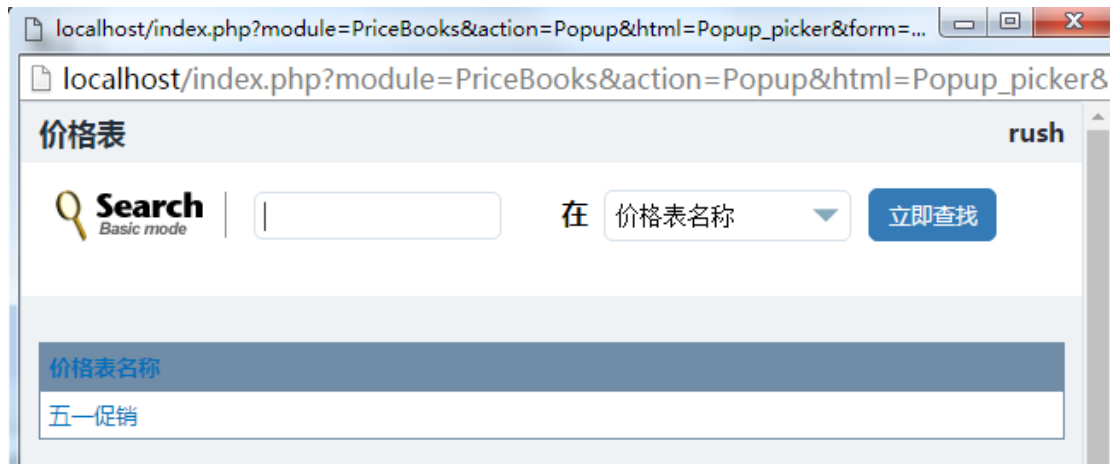 localhost/index.php?module=PriceBooks&action=Popup&html=Popup_picker&form=...
localhost/index.php?module=PriceBooks&action=Popup&html=Popup_picker&
价格表 rush
Search 在 价格表名称 立即查找
Basic mode
价格表名称
五一促销